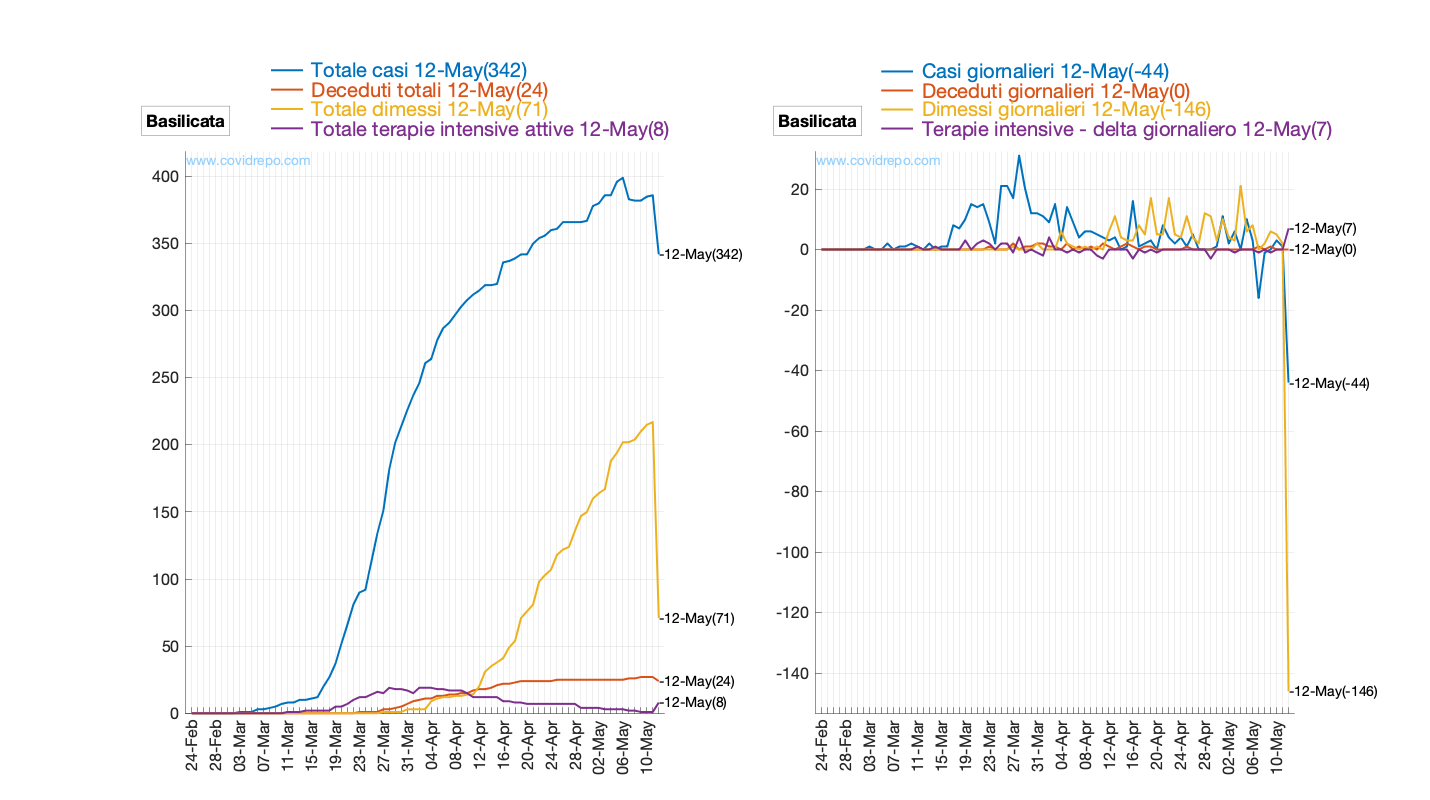 Totale casi 12-May(342)
Deceduti totali 12-May(24)
Totale dimessi 12-May(71)
Totale terapie intensive attive 12-May(8)
Basilicata
www.covidrepo.com
400
350
300
250
200
150
100
50
0
12-May(342)
12-May(71)
12-May(24)
12-May(8)
24-Feb
28-Feb
03-Mar
07-Mar
11-Mar
15-Mar
19-Mar
23-Mar
27-Mar
31-Mar
04-Apr
08-Apr
12-Apr
16-Apr
20-Apr
24-Apr
28-Apr
02-May
06-May
10-May
Casi giornalieri 12-May(-44)
Deceduti giornalieri 12-May(0)
Dimessi giornalieri 12-May(-146)
Terapie intensive - delta giornaliero 12-May(7)
Basilicata
www.covidrepo.com
20
0
-20
-40
-60
-80
-100
-120
-140
12-May(7)
12-May(0)
12-May(-44)
12-May(-146)
24-Feb
28-Feb
03-Mar
07-Mar
11-Mar
15-Mar
19-Mar
23-Mar
27-Mar
31-Mar
04-Apr
08-Apr
12-Apr
16-Apr
20-Apr
24-Apr
28-Apr
02-May
06-May
10-May